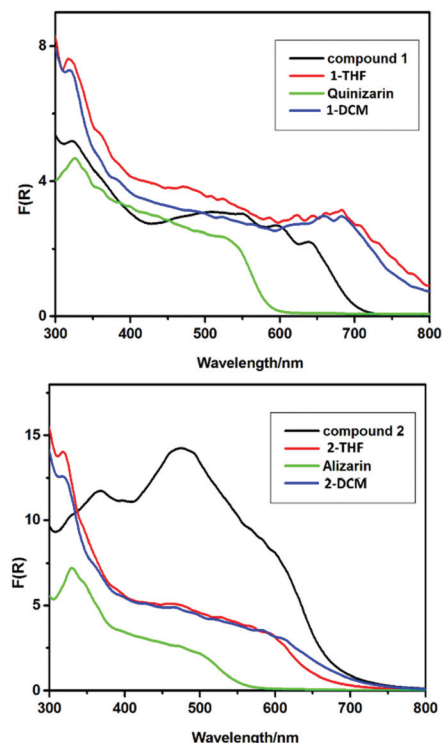 8
4
0
F(R)
compound 1
1-THF
Quinizarin
1-DCM
300 400 500 600 700 800
Wavelength/nm
15
10
5
0
F(R)
compound 2
2-THF
Alizarin
2-DCM
300 400 500 600 700 800
Wavelength/nm